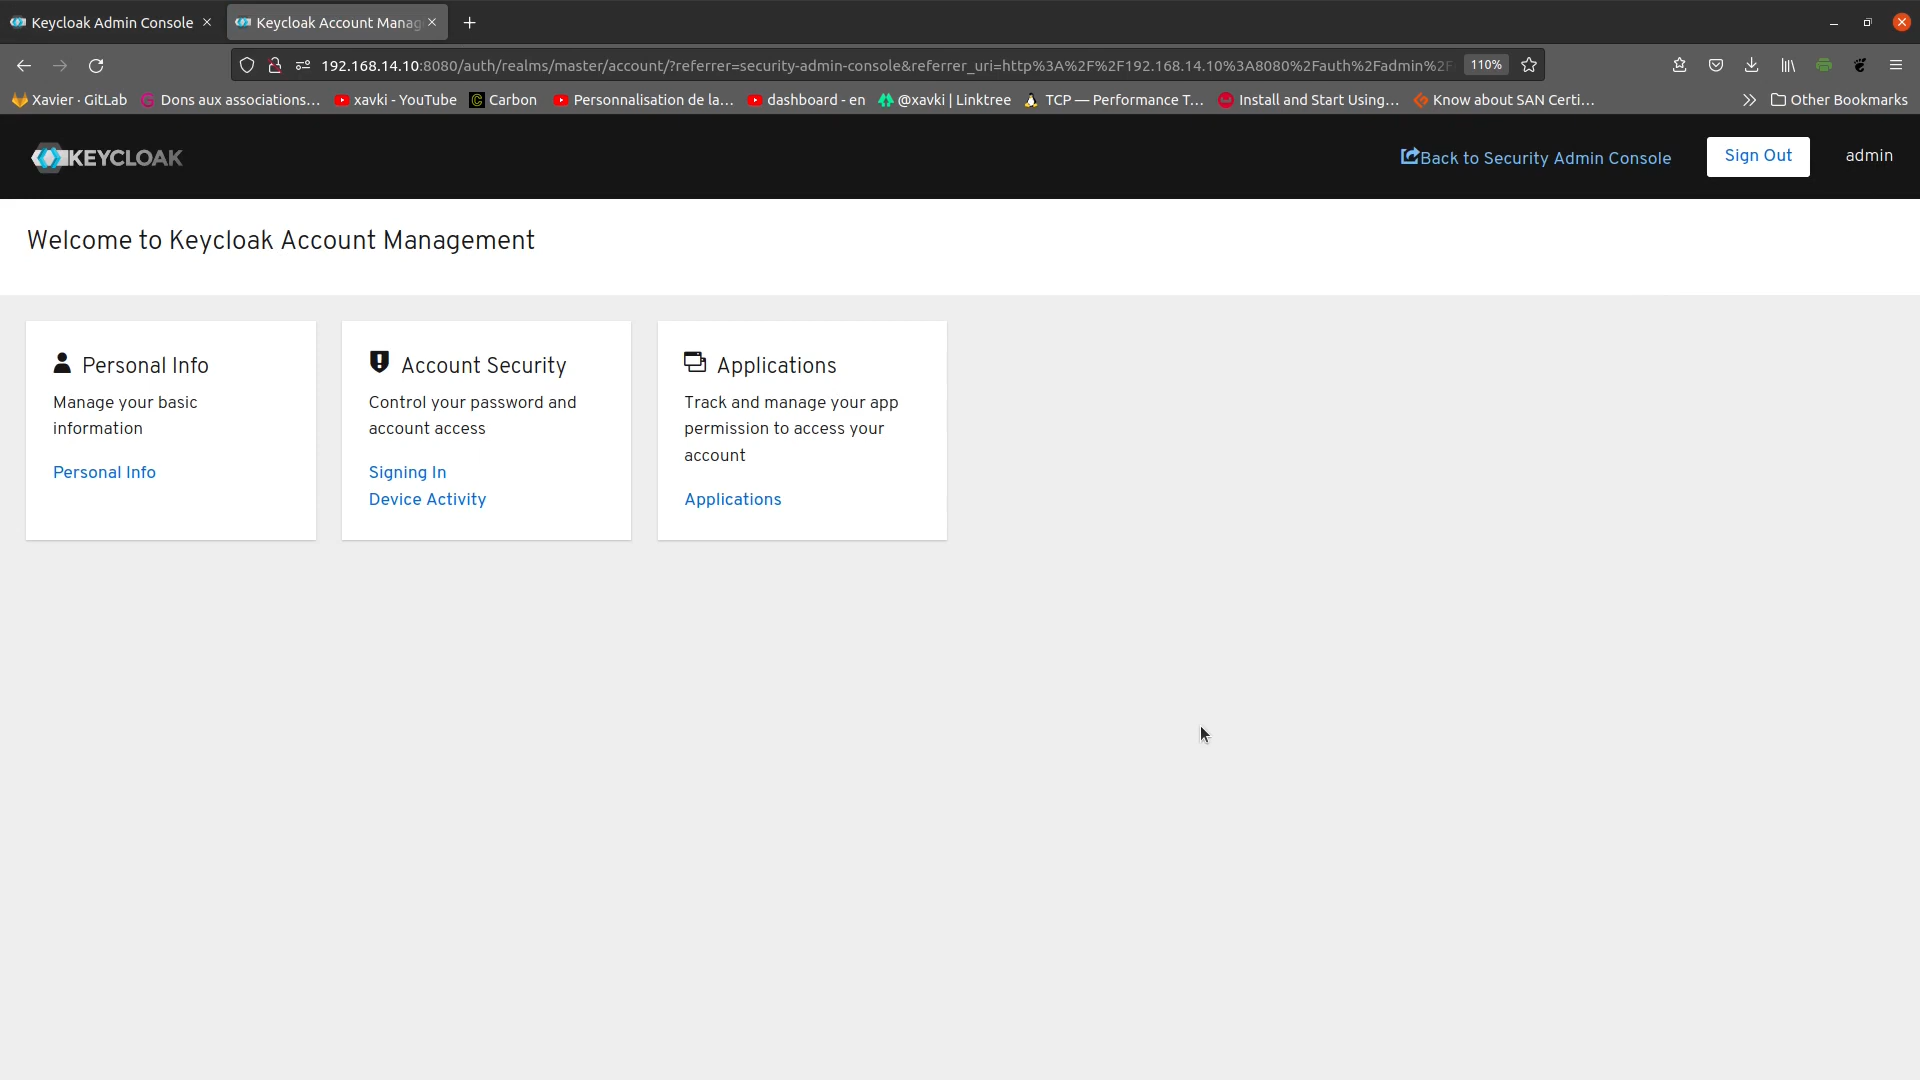 Keycloak Admin Console
Keycloak Account Manag
192.168.14.10:8080/auth/realms/master/account/?referrer=security-admin-console&referrer_uri=http%3A%2F%2F192.168.14.10%3A8080%2Fauth%2Fadmin%2F
110%
Xavier · GitLab
Dons aux associations…
xavki - YouTube
Carbon
Personnalisation de la…
dashboard - en
@xavki | Linktree
TCP — Performance T…
Install and Start Using…
Know about SAN Certi…
Other Bookmarks
KEYCLOAK
Back to Security Admin Console
Sign Out
admin
Welcome to Keycloak Account Management
Personal Info
Manage your basic
information
Personal Info
Account Security
Control your password and
account access
Signing In
Device Activity
Applications
Track and manage your app
permission to access your
account
Applications